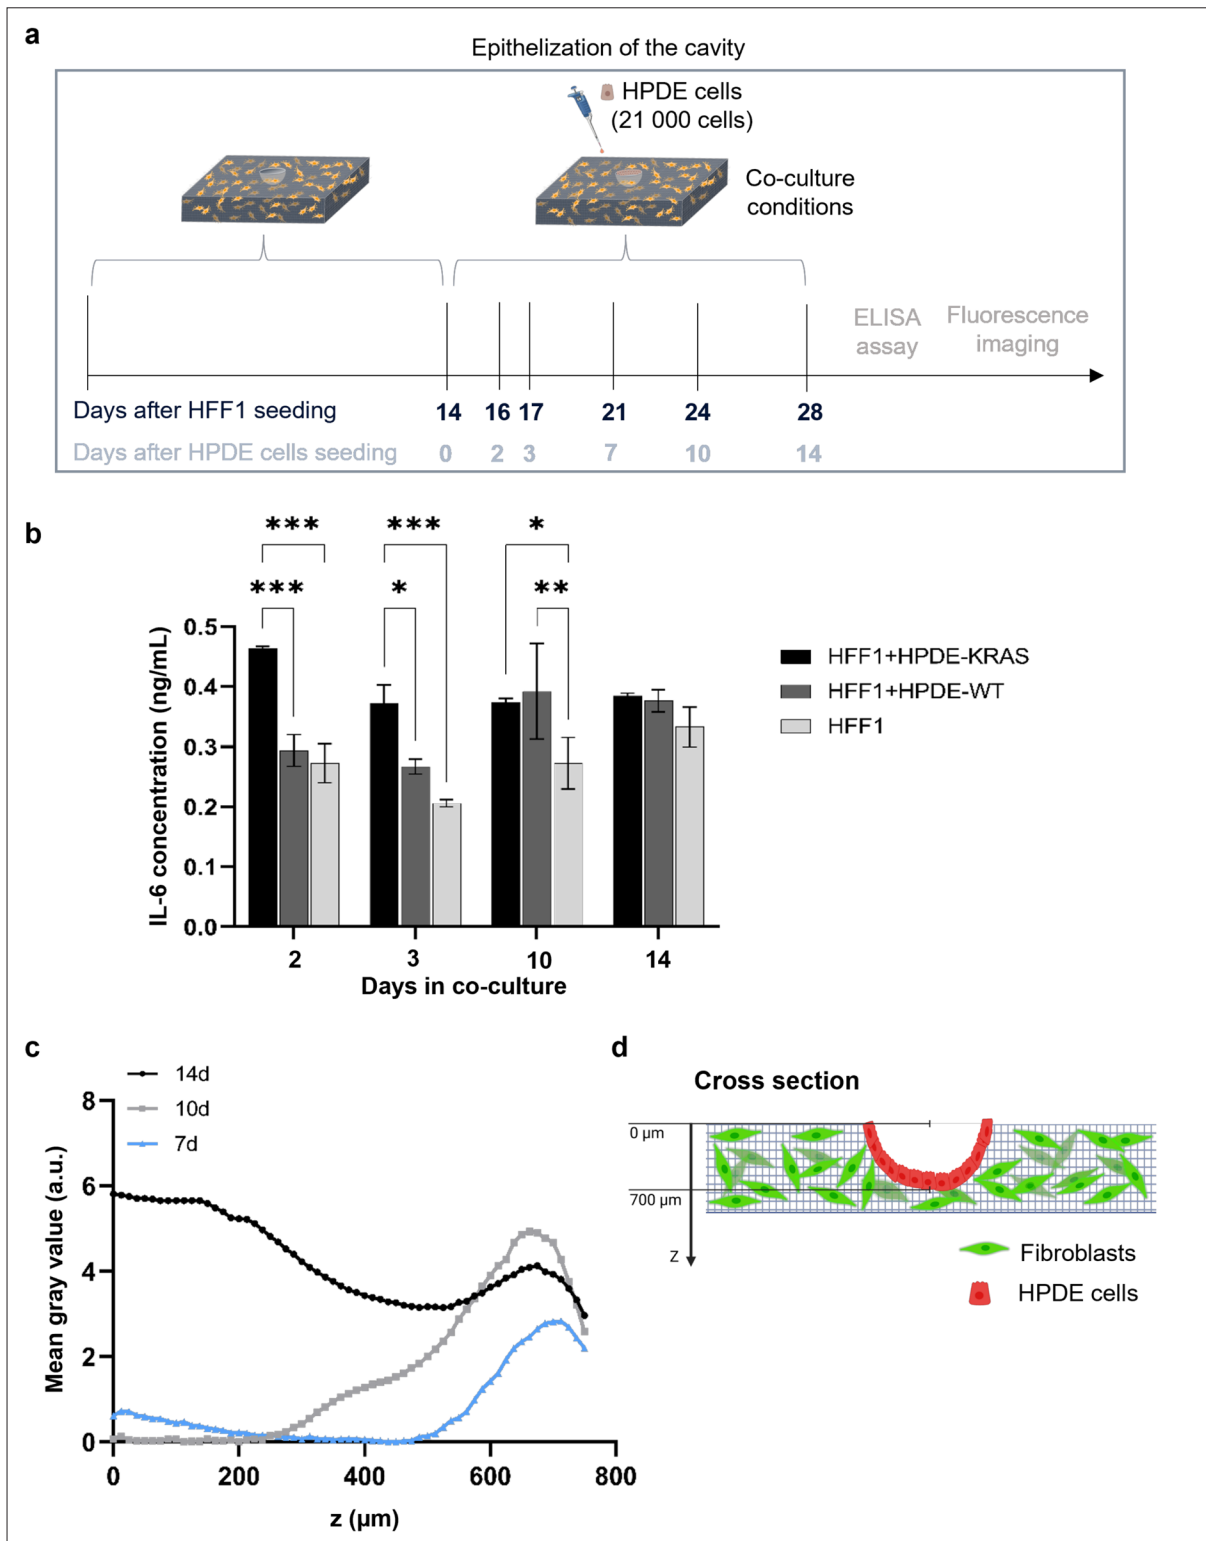 a
Epithelization of the cavity
HPDE cells
(21 000 cells)
Co-culture
conditions
ELISA
assay
Fluorescence
imaging
Days after HFF1 seeding 14 16 17 21 24 28
Days after HPDE cells seeding 0 2 3 7 10 14
b
*** *** *
*** * **
IL-6 concentration (ng/mL)
0.5
0.4
0.3
0.2
0.1
0.0
2 3 10 14
Days in co-culture
HFF1+HPDE-KRAS
HFF1+HPDE-WT
HFF1
c
14d
10d
7d
Mean gray value (a.u.)
8
6
4
2
0
0 200 400 600 800
z (µm)
d
Cross section
0 µm
700 µm
z
Fibroblasts
HPDE cells